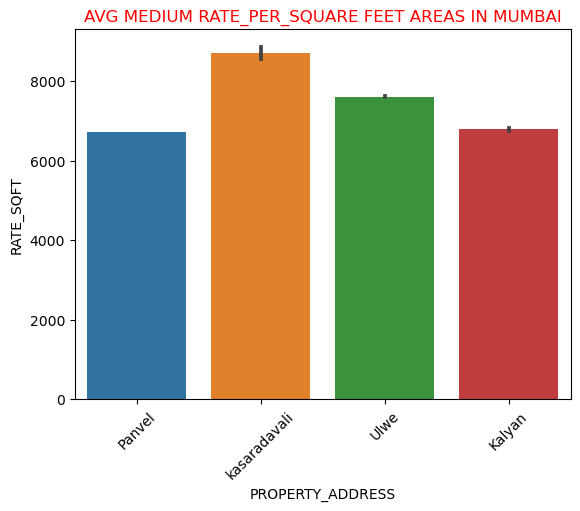 AVG MEDIUM RATE_PER_SQUARE FEET AREAS IN MUMBAI
RATE_SQFT
8000
6000
4000
2000
0
Panvel
kasaradavali
Ulwe
Kalyan
PROPERTY_ADDRESS